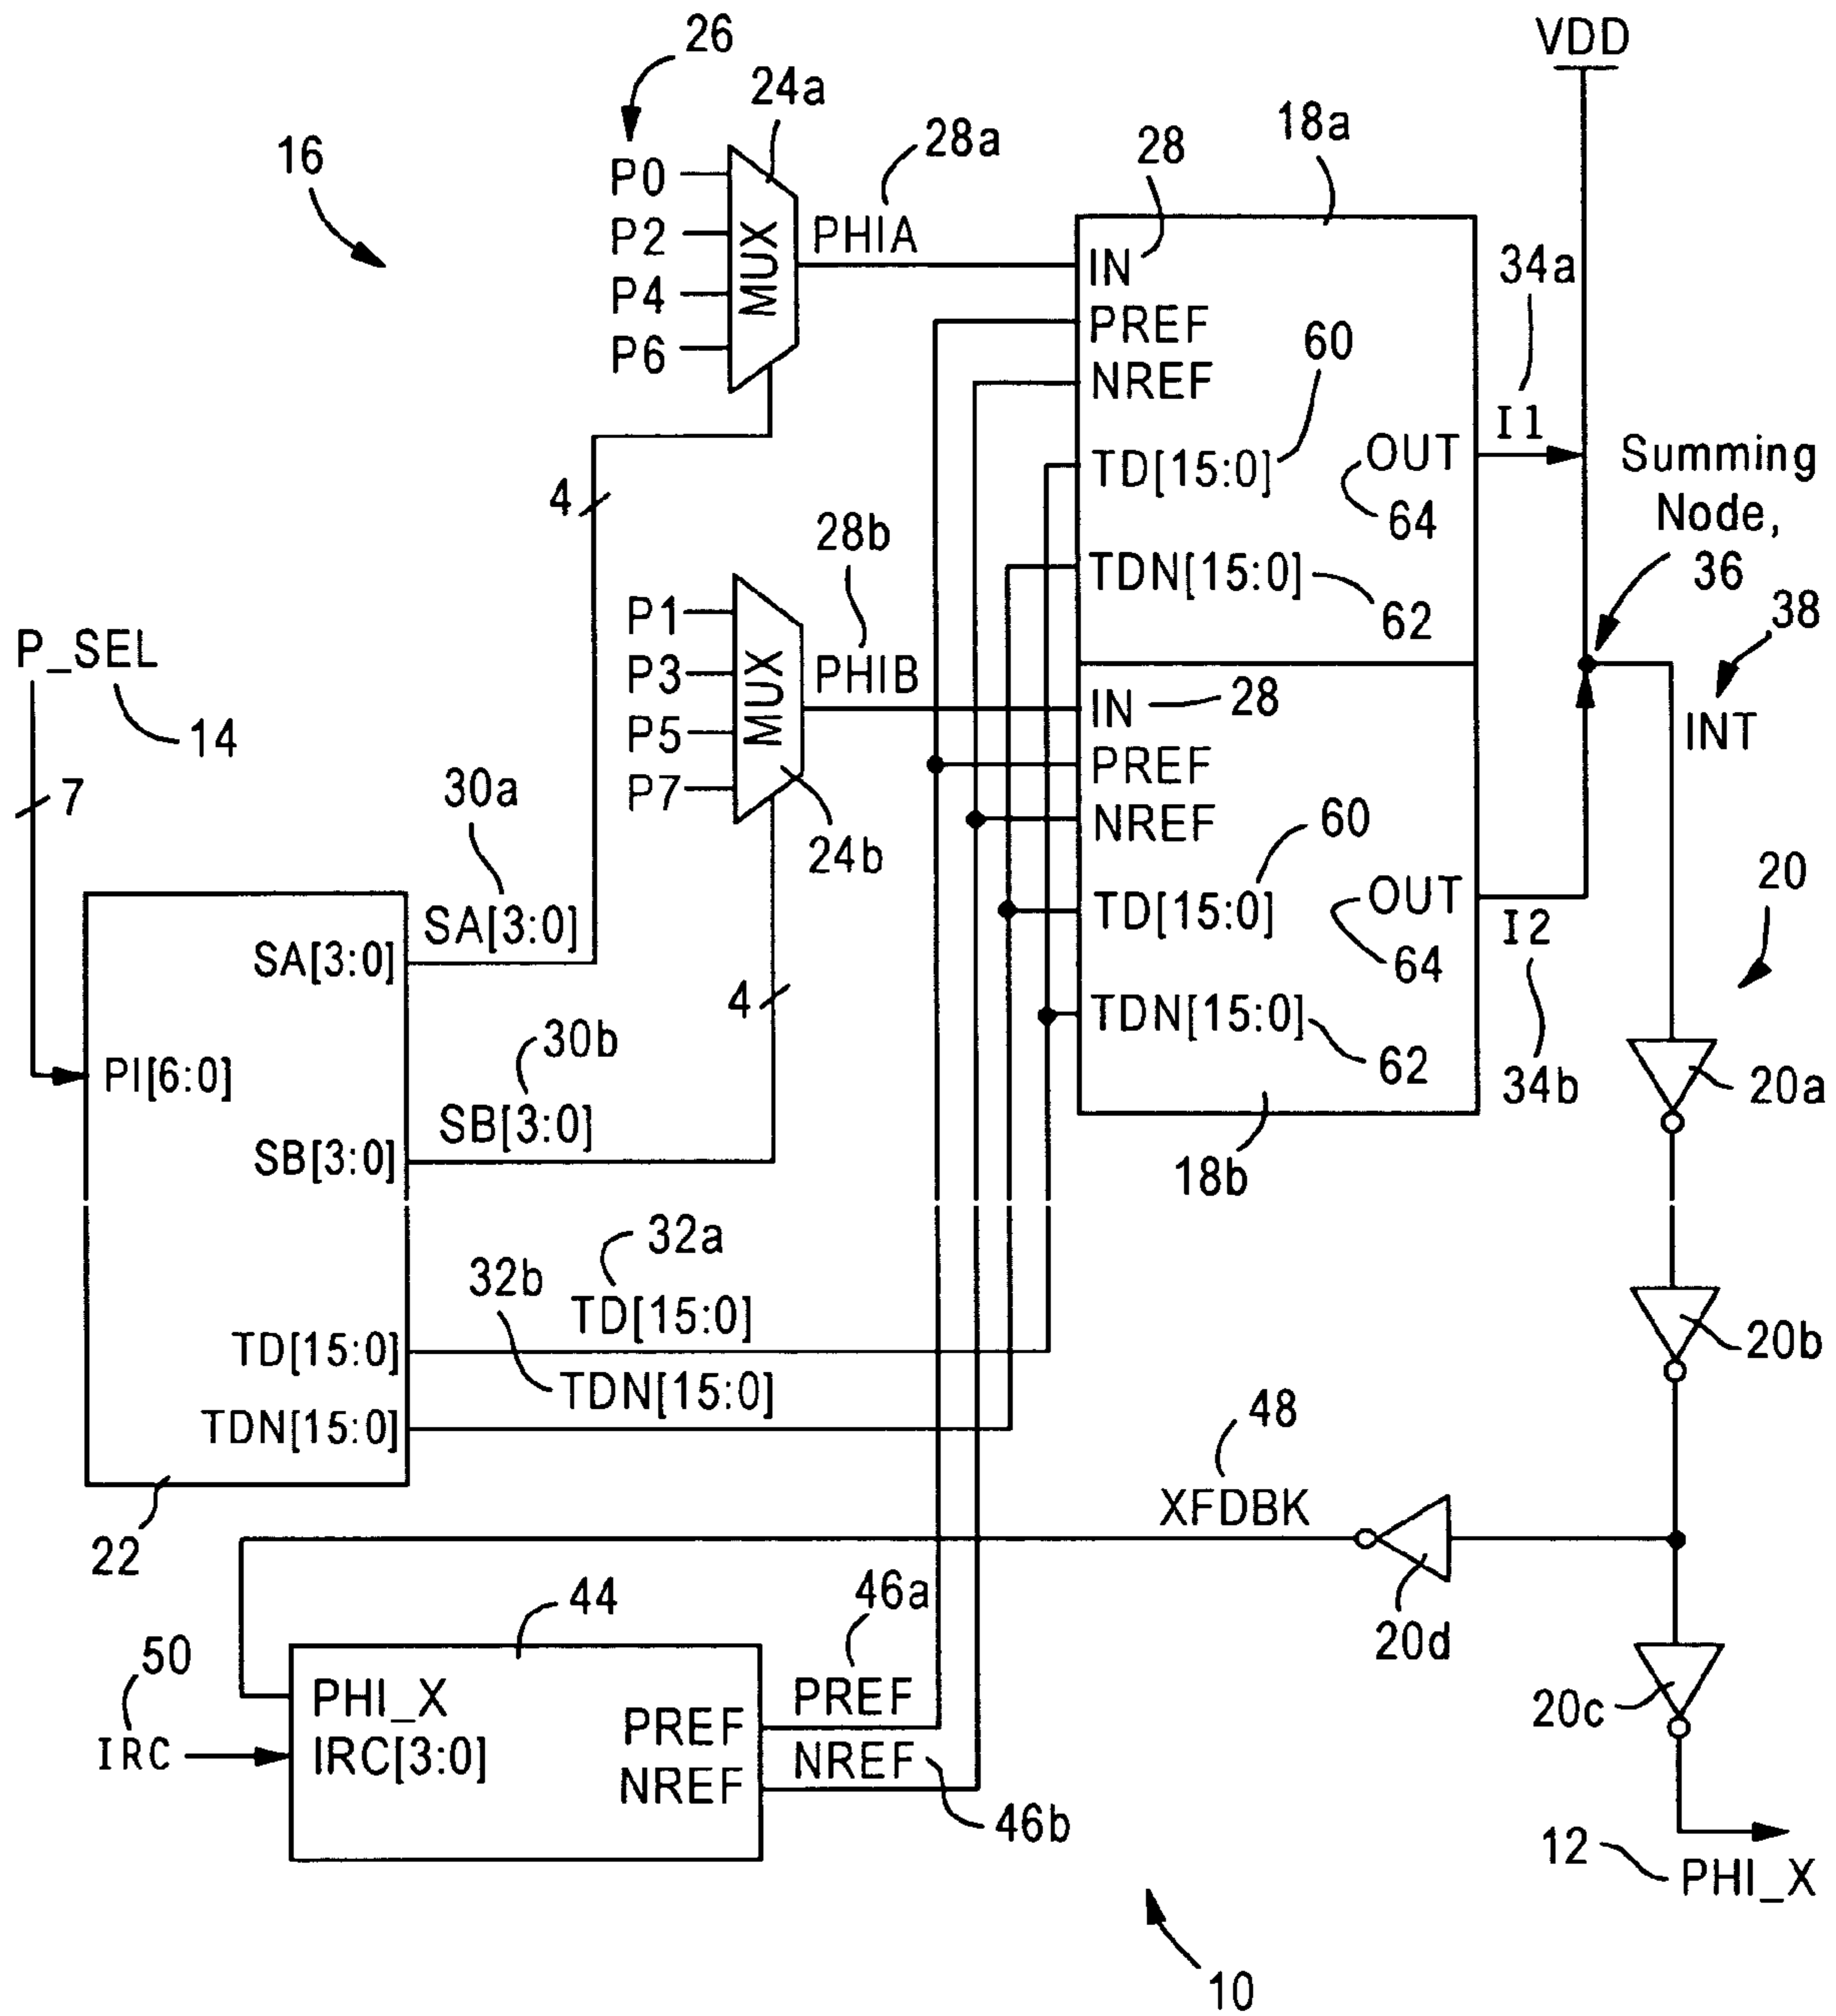 VDD
26
24a
18a
16
28a
28
P0
P2
P4
P6
MUX
PHIA
IN
PREF
NREF
60
34a
TD[15:0]
OUT
I1
64
TDN[15:0]
62
Summing
Node,
36
38
INT
4
28b
P1
P3
P5
P7
MUX
PHIB
24b
IN
28
PREF
NREF
60
TD[15:0]
OUT
64
I2
34b
TDN[15:0]
62
18b
20
20a
P_SEL
14
7
30a
SA[3:0]
SA[3:0]
4
PI[6:0]
30b
SB[3:0]
SB[3:0]
32a
32b
TD[15:0]
TD[15:0]
TDN[15:0]
TDN[15:0]
20b
22
48
XFDBK
20d
44
46a
50
PHI_X
PREF
PREF
IRC
IRC[3:0]
NREF
NREF
46b
20c
12
PHI_X
10